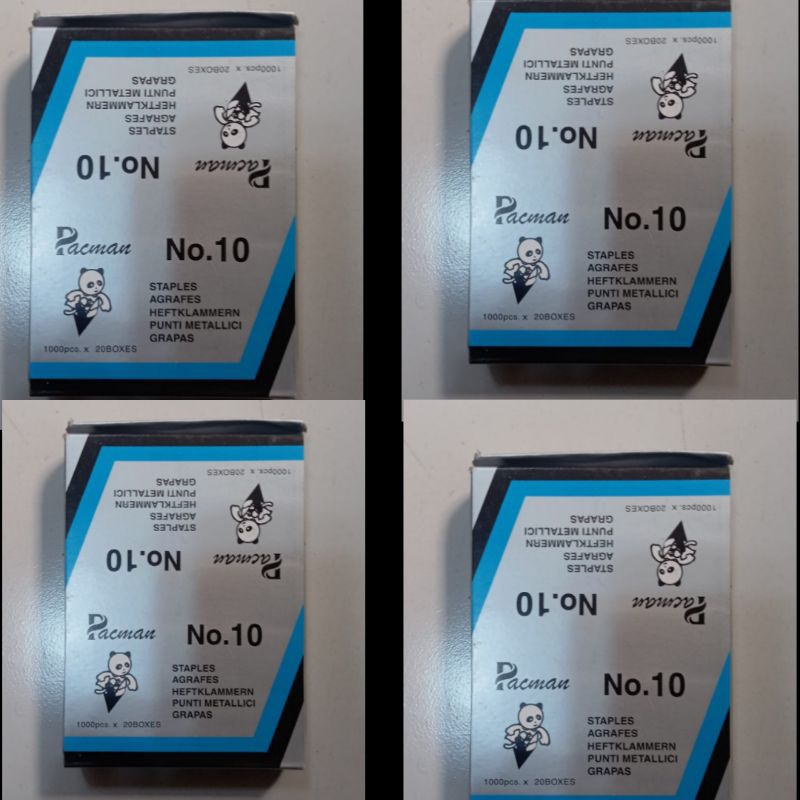 1000pcs. x 20BOXES
GRAPAS
PUNTI METALLICI
HEFTKLAMMERN
AGRAFES
STAPLES
Pacman No.10
Pacman No.10
STAPLES
AGRAFES
HEFTKLAMMERN
PUNTI METALLICI
GRAPAS
1000pcs. x 20BOXES
1000pcs. x 20BOXES
GRAPAS
PUNTI METALLICI
HEFTKLAMMERN
AGRAFES
STAPLES
Pacman No.10
Pacman No.10
STAPLES
AGRAFES
HEFTKLAMMERN
PUNTI METALLICI
GRAPAS
1000pcs. x 20BOXES
1000pcs. x 20BOXES
GRAPAS
PUNTI METALLICI
HEFTKLAMMERN
AGRAFES
STAPLES
Pacman No.10
Pacman No.10
STAPLES
AGRAFES
HEFTKLAMMERN
PUNTI METALLICI
GRAPAS
1000pcs. x 20BOXES
1000pcs. x 20BOXES
GRAPAS
PUNTI METALLICI
HEFTKLAMMERN
AGRAFES
STAPLES
Pacman No.10
Pacman No.10
STAPLES
AGRAFES
HEFTKLAMMERN
PUNTI METALLICI
GRAPAS
1000pcs. x 20BOXES